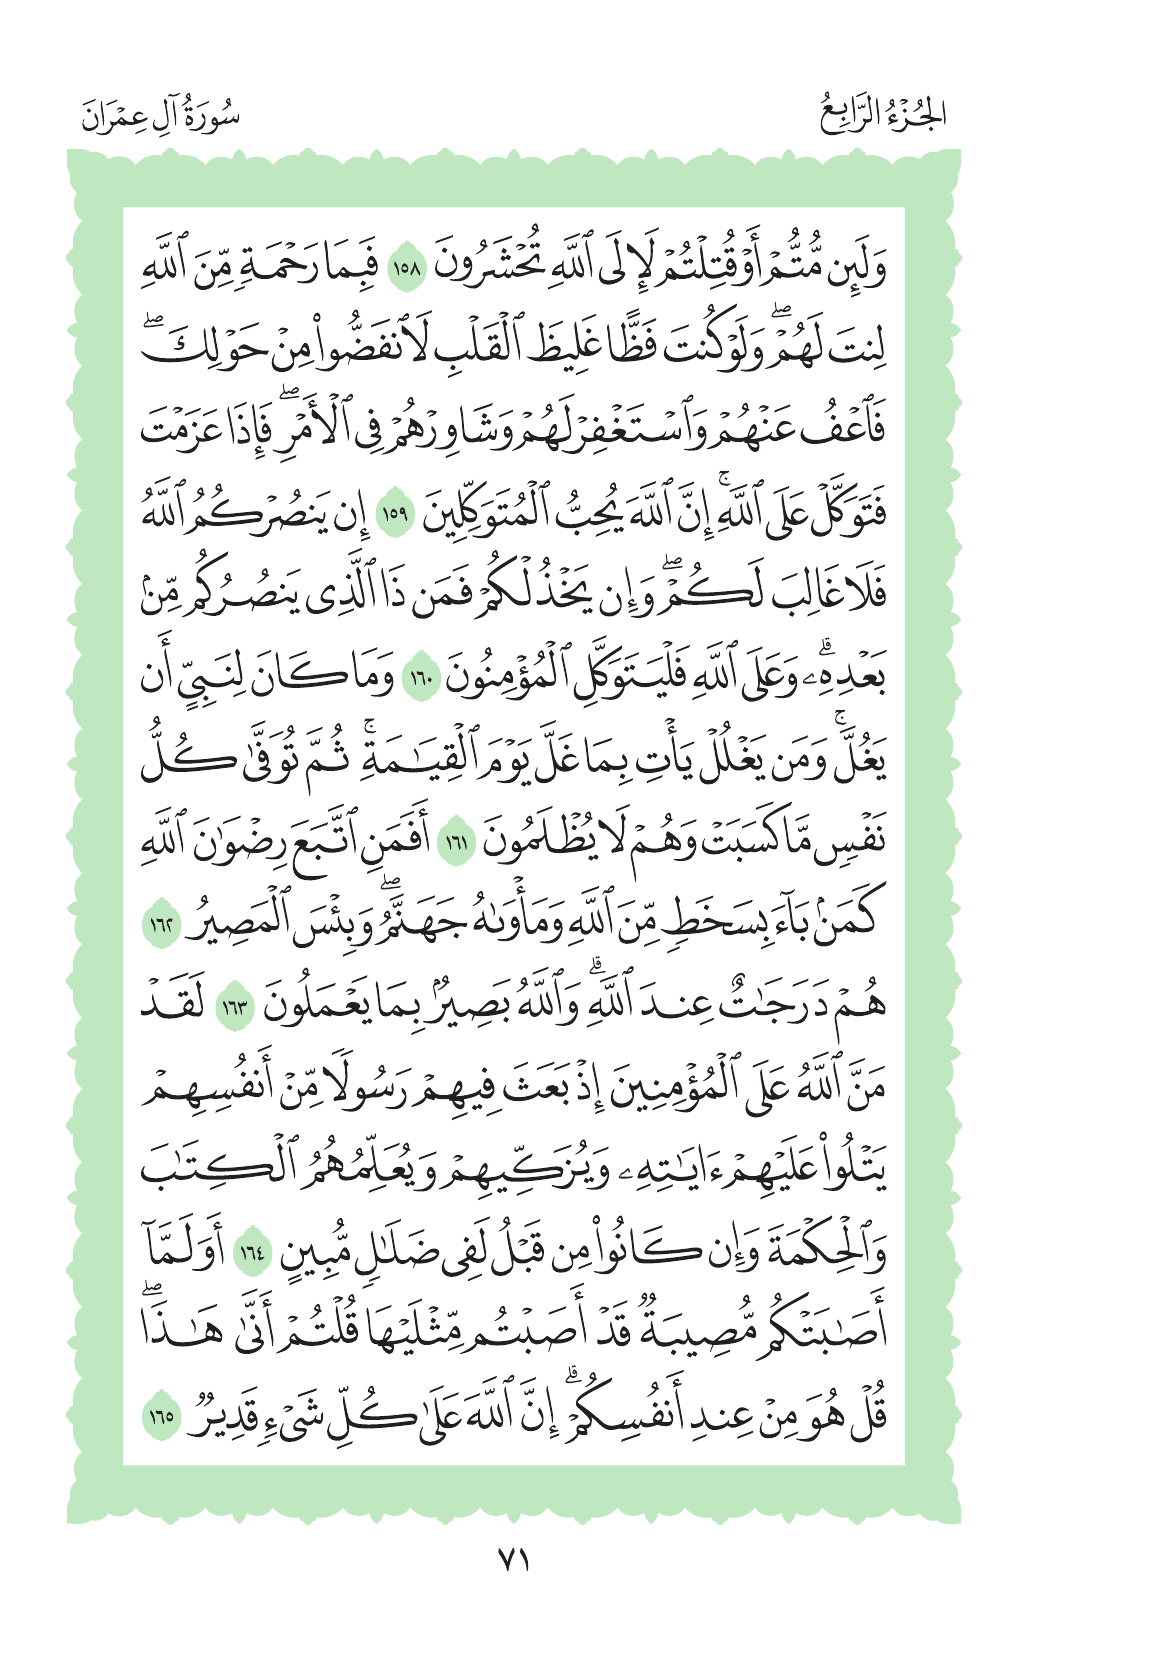 الجُزْءُ الرَّابِعُ
سُورَةُ آلِ عِمْرَانَ
وَلَئِن مُّتُّمۡ أَوۡ قُتِلۡتُمۡ لَإِلَى ٱللَّهِ تُحۡشَرُونَ ١٥٨ فَبِمَا رَحۡمَةٖ مِّنَ ٱللَّهِ
لِنتَ لَهُمۡۖ وَلَوۡ كُنتَ فَظًّا غَلِيظَ ٱلۡقَلۡبِ لَٱنفَضُّواْ مِنۡ حَوۡلِكَۖ
فَٱعۡفُ عَنۡهُمۡ وَٱسۡتَغۡفِرۡ لَهُمۡ وَشَاوِرۡهُمۡ فِي ٱلۡأَمۡرِۖ فَإِذَا عَزَمۡتَ
فَتَوَكَّلۡ عَلَى ٱللَّهِۚ إِنَّ ٱللَّهَ يُحِبُّ ٱلۡمُتَوَكِّلِينَ ١٥٩ إِن يَنصُرۡكُمُ ٱللَّهُ
فَلَا غَالِبَ لَكُمۡۖ وَإِن يَخۡذُلۡكُمۡ فَمَن ذَا ٱلَّذِي يَنصُرُكُم مِّنۢ
بَعۡدِهِۦۗ وَعَلَى ٱللَّهِ فَلۡيَتَوَكَّلِ ٱلۡمُؤۡمِنُونَ ١٦٠ وَمَا كَانَ لِنَبِيٍّ أَن
يَغُلَّۚ وَمَن يَغۡلُلۡ يَأۡتِ بِمَا غَلَّ يَوۡمَ ٱلۡقِيَٰمَةِۚ ثُمَّ تُوَفَّىٰ كُلُّ
نَفۡسٖ مَّا كَسَبَتۡ وَهُمۡ لَا يُظۡلَمُونَ ١٦١ أَفَمَنِ ٱتَّبَعَ رِضۡوَٰنَ ٱللَّهِ
كَمَنۢ بَآءَ بِسَخَطٖ مِّنَ ٱللَّهِ وَمَأۡوَىٰهُ جَهَنَّمُۖ وَبِئۡسَ ٱلۡمَصِيرُ ١٦٢
هُمۡ دَرَجَٰتٌ عِندَ ٱللَّهِۗ وَٱللَّهُ بَصِيرُۢ بِمَا يَعۡمَلُونَ ١٦٣ لَقَدۡ
مَنَّ ٱللَّهُ عَلَى ٱلۡمُؤۡمِنِينَ إِذۡ بَعَثَ فِيهِمۡ رَسُولٗا مِّنۡ أَنفُسِهِمۡ
يَتۡلُواْ عَلَيۡهِمۡ ءَايَٰتِهِۦ وَيُزَكِّيهِمۡ وَيُعَلِّمُهُمُ ٱلۡكِتَٰبَ
وَٱلۡحِكۡمَةَ وَإِن كَانُواْ مِن قَبۡلُ لَفِي ضَلَٰلٖ مُّبِينٍ ١٦٤ أَوَلَمَّآ
أَصَٰبَتۡكُم مُّصِيبَةٞ قَدۡ أَصَبۡتُم مِّثۡلَيۡهَا قُلۡتُمۡ أَنَّىٰ هَٰذَاۖ
قُلۡ هُوَ مِنۡ عِندِ أَنفُسِكُمۡۗ إِنَّ ٱللَّهَ عَلَىٰ كُلِّ شَيۡءٖ قَدِيرٞ ١٦٥
٧١